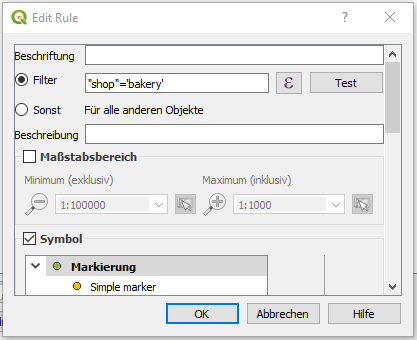 Edit Rule
?
Beschriftung
Filter "shop"='bakery' ε Test
Sonst Für alle anderen Objekte
Beschreibung
Maßstabsbereich
Minimum (exklusiv) Maximum (inklusiv)
1:100000 1:1000
Symbol
Markierung
Simple marker
OK Abbrechen Hilfe